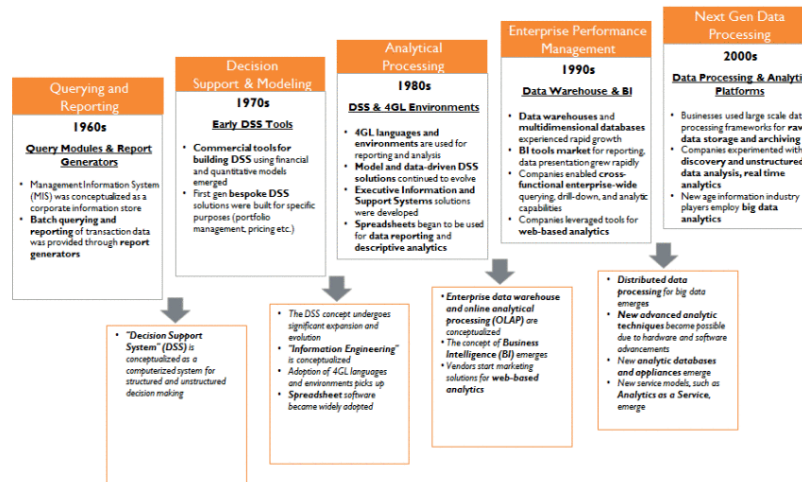 Querying and
Reporting
1960s
Query Modules & Report
Generators
• Management Information System
(MIS) was conceptualized as a
corporate information store
• Batch querying and
reporting of transaction data
was provided through report
generators
Decision
Support & Modeling
1970s
Early DSS Tools
• Commercial tools for
building DSS using financial
and quantitative models
emerged
• First gen bespoke DSS
solutions were built for specific
purposes (portfolio
management, pricing etc.)
Analytical
Processing
1980s
DSS & 4GL Environments
• 4GL languages and
environments are used for
reporting and analysis
• Model and data-driven DSS
solutions continued to evolve
• Executive Information and
Support Systems solutions
were developed
• Spreadsheets began to be used
for data reporting and
descriptive analytics
Enterprise Performance
Management
1990s
Data Warehouse & BI
• Data warehouses and
multidimensional databases
experienced rapid growth
• BI tools market for reporting,
data presentation grew rapidly
• Companies enabled cross-
functional enterprise-wide
querying, drill-down, and analytic
capabilities
• Companies leveraged tools for
web-based analytics
Next Gen Data
Processing
2000s
Data Processing & Analyti
Platforms
• Businesses used large scale data
processing frameworks for raw
data storage and archiving
• Companies experimented with
discovery and unstructured
data analysis, real time
analytics
• New age information industry
players employ big data
analytics
• "Decision Support
System" (DSS) is
conceptualized as a
computerized system for
structured and unstructured
decision making
• The DSS concept undergoes
significant expansion and
evolution
• "Information Engineering"
is conceptualized
• Adoption of 4GL languages
and environments picks up
• Spreadsheet software
became widely adopted
• Enterprise data warehouse
and online analytical
processing (OLAP) are
conceptualized
• The concept of Business
Intelligence (BI) emerges
• Vendors start marketing
solutions for web-based
analytics
• Distributed data
processing for big data
emerges
• New advanced analytic
techniques become possible
due to hardware and software
advancements
• New analytic databases
and appliances emerge
• New service models, such as
Analytics as a Service,
emerge